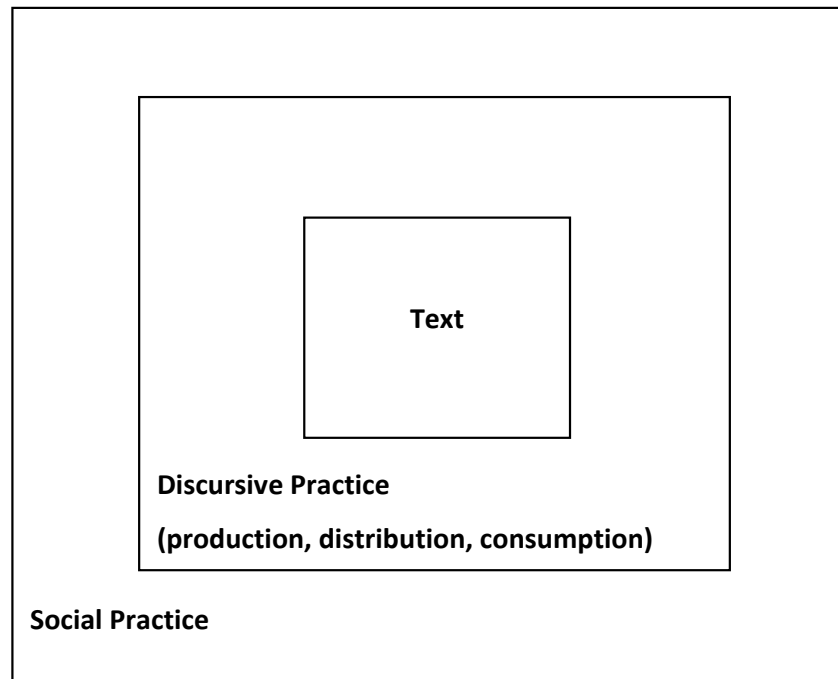 Text
Discursive Practice
(production, distribution, consumption)
Social Practice